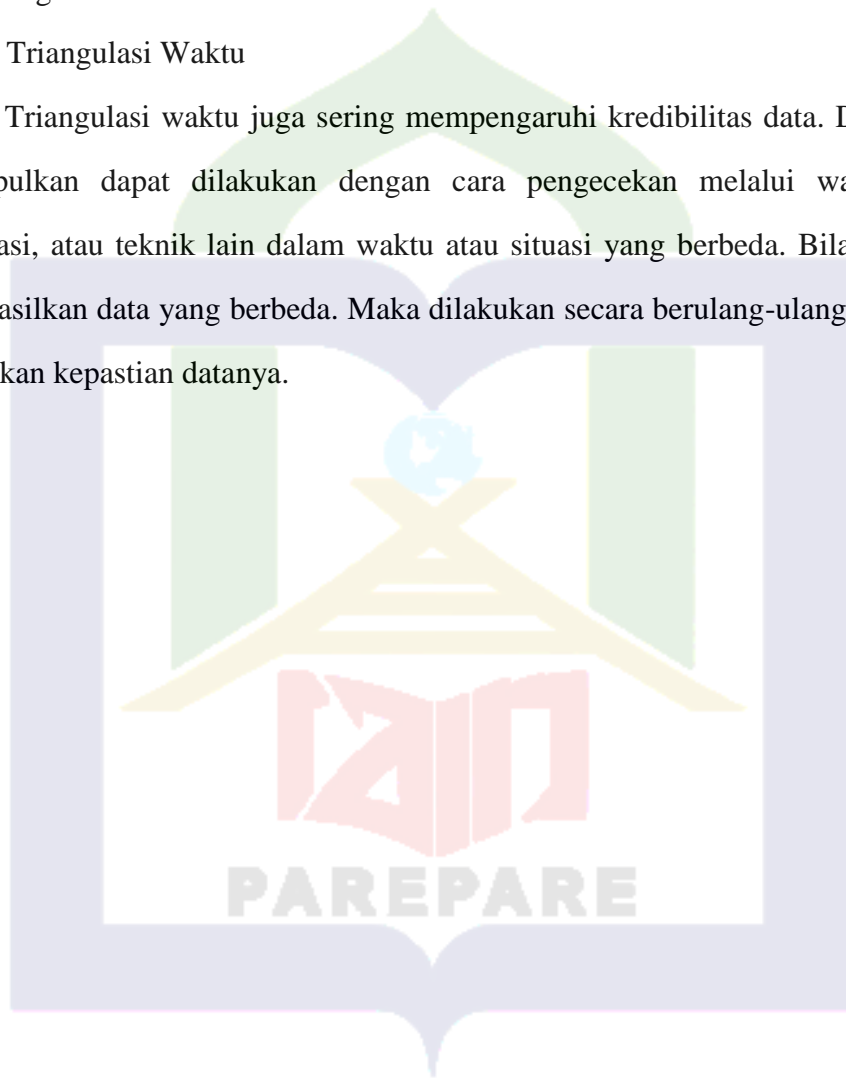 Triangulasi Waktu
Triangulasi waktu juga sering mempengaruhi kredibilitas data. D
pulkan dapat dilakukan dengan cara pengecekan melalui wa
asi, atau teknik lain dalam waktu atau situasi yang berbeda. Bila
asilkan data yang berbeda. Maka dilakukan secara berulang-ulang
kan kepastian datanya.
iain
PAREPARE